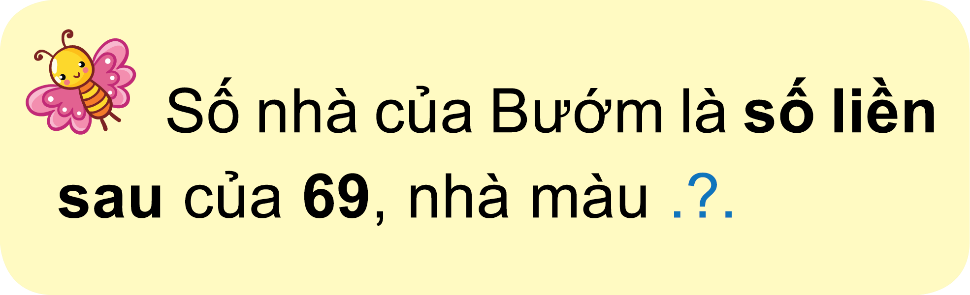 Số nhà của Bướm là số liền
sau của 69, nhà màu .?.